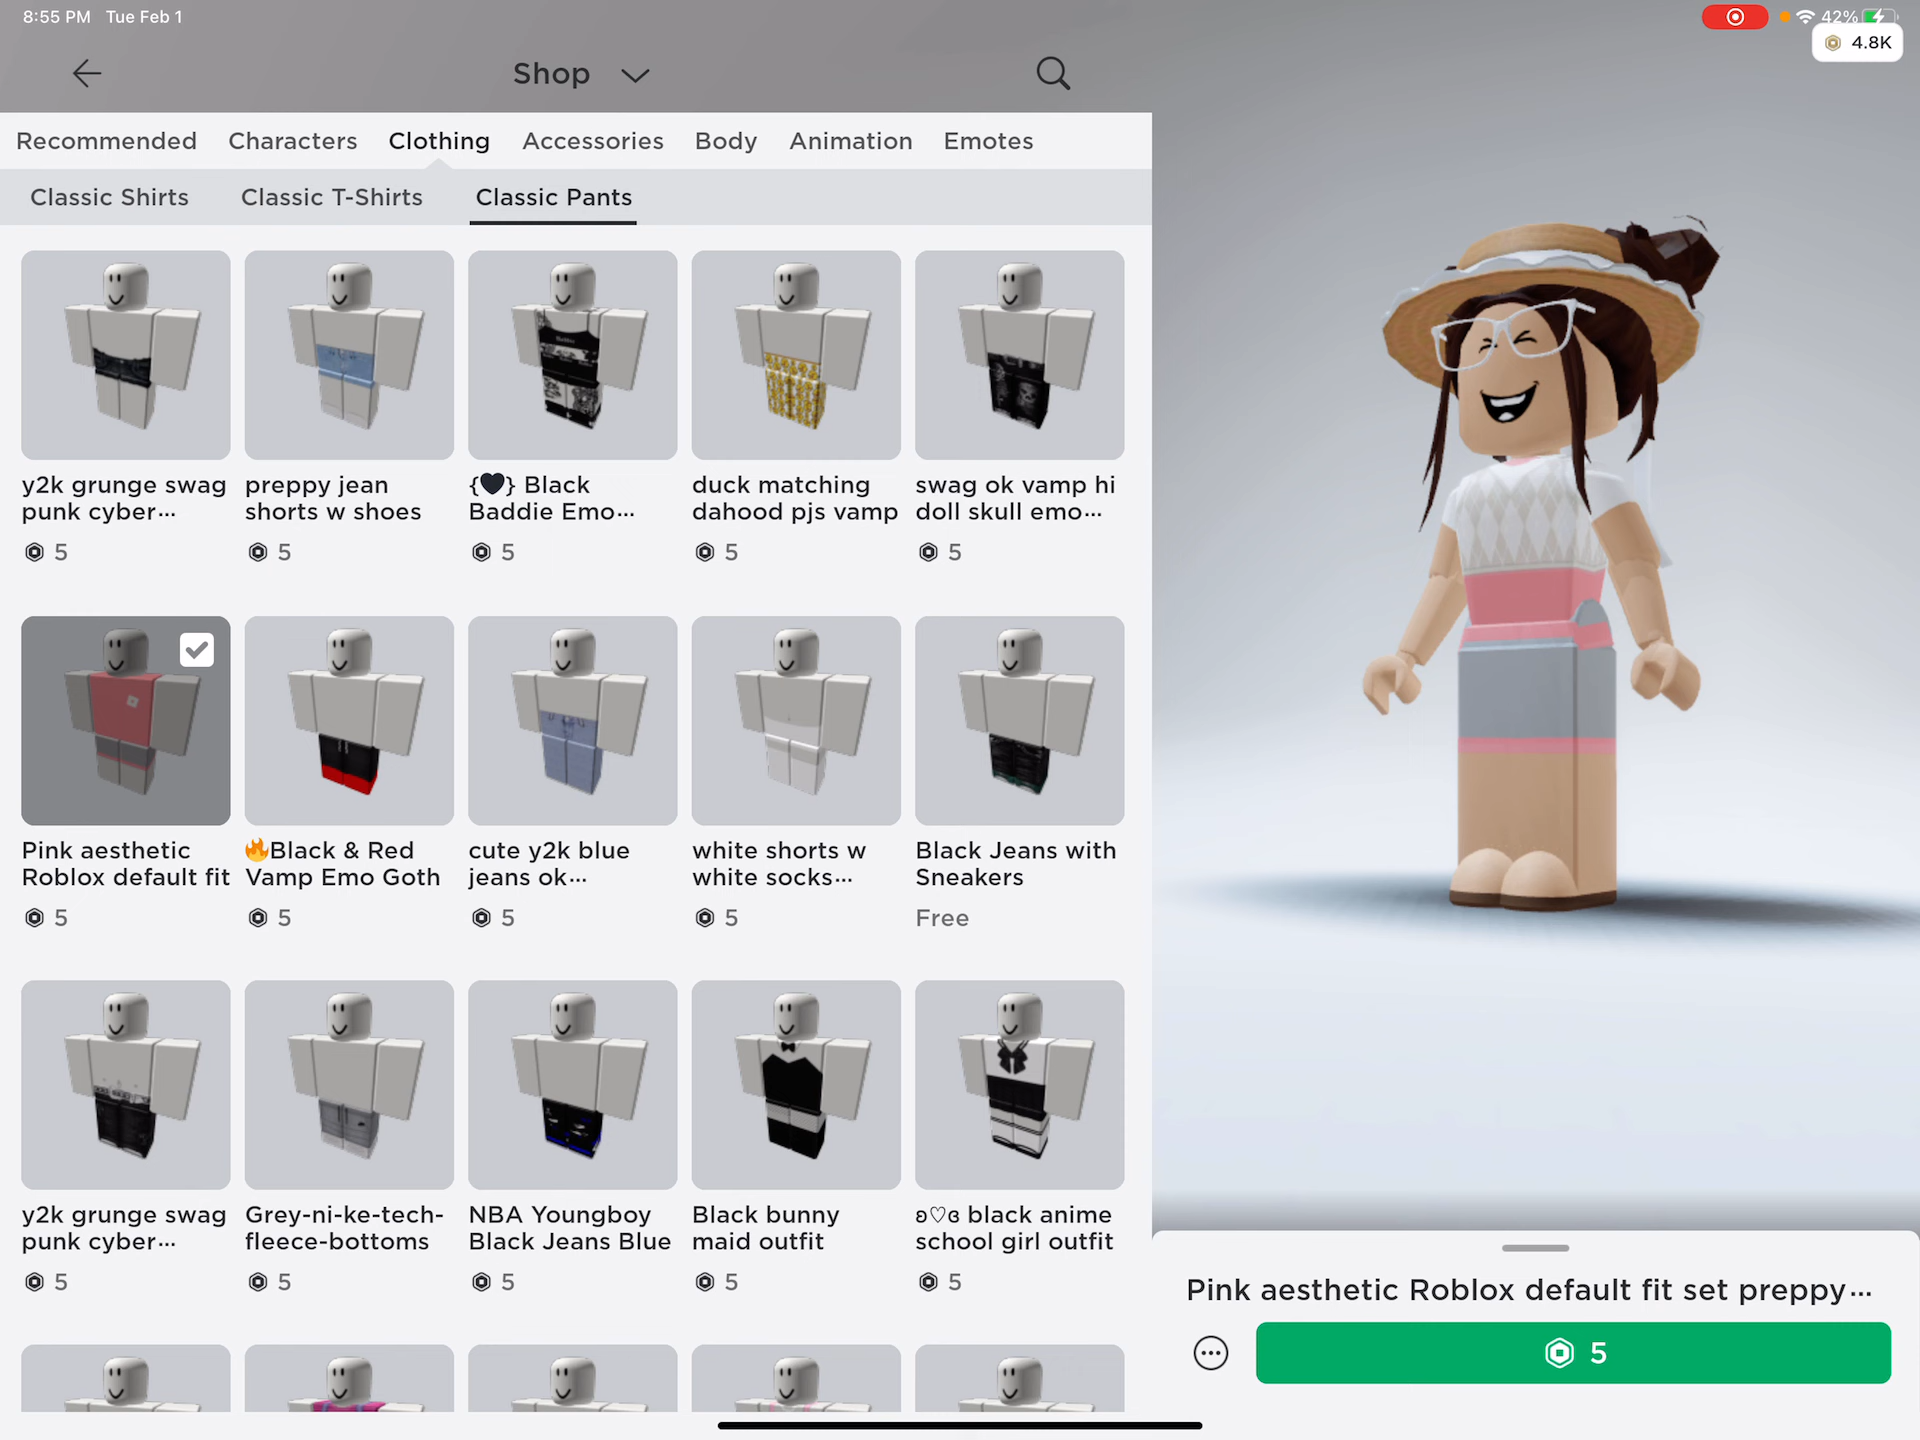 8:55 PM Tue Feb 1
42%
4.8K
Shop
Recommended Characters Clothing Accessories Body Animation Emotes
Classic Shirts Classic T-Shirts Classic Pants
y2k grunge swag
punk cyber...
5
preppy jean
shorts w shoes
5
{🖤} Black
Baddie Emo...
5
duck matching
dahood pjs vamp
5
swag ok vamp hi
doll skull emo...
5
Pink aesthetic
Roblox default fit
5
🔥Black & Red
Vamp Emo Goth
5
cute y2k blue
jeans ok...
5
white shorts w
white socks...
5
Black Jeans with
Sneakers
Free
y2k grunge swag
punk cyber...
5
Grey-ni-ke-tech-
fleece-bottoms
5
NBA Youngboy
Black Jeans Blue
5
Black bunny
maid outfit
5
ʚ♡ɞ black anime
school girl outfit
5
Pink aesthetic Roblox default fit set preppy...
5